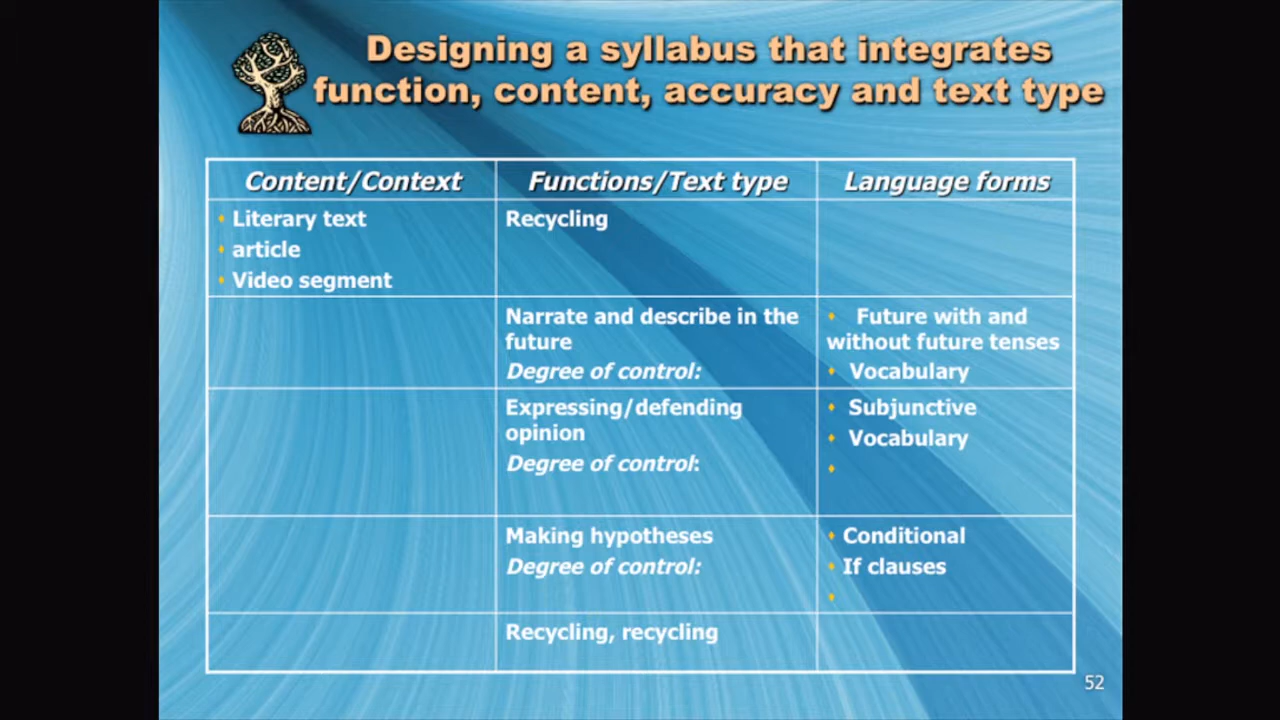 Designing a syllabus that integrates
function, content, accuracy and text type
Content/Context
Functions/Text type
Language forms
Literary text
article
Video segment
Recycling
Narrate and describe in the
future
Degree of control:
Future with and
without future tenses
Vocabulary
Expressing/defending
opinion
Degree of control:
Subjunctive
Vocabulary
Making hypotheses
Degree of control:
Conditional
If clauses
Recycling, recycling
52